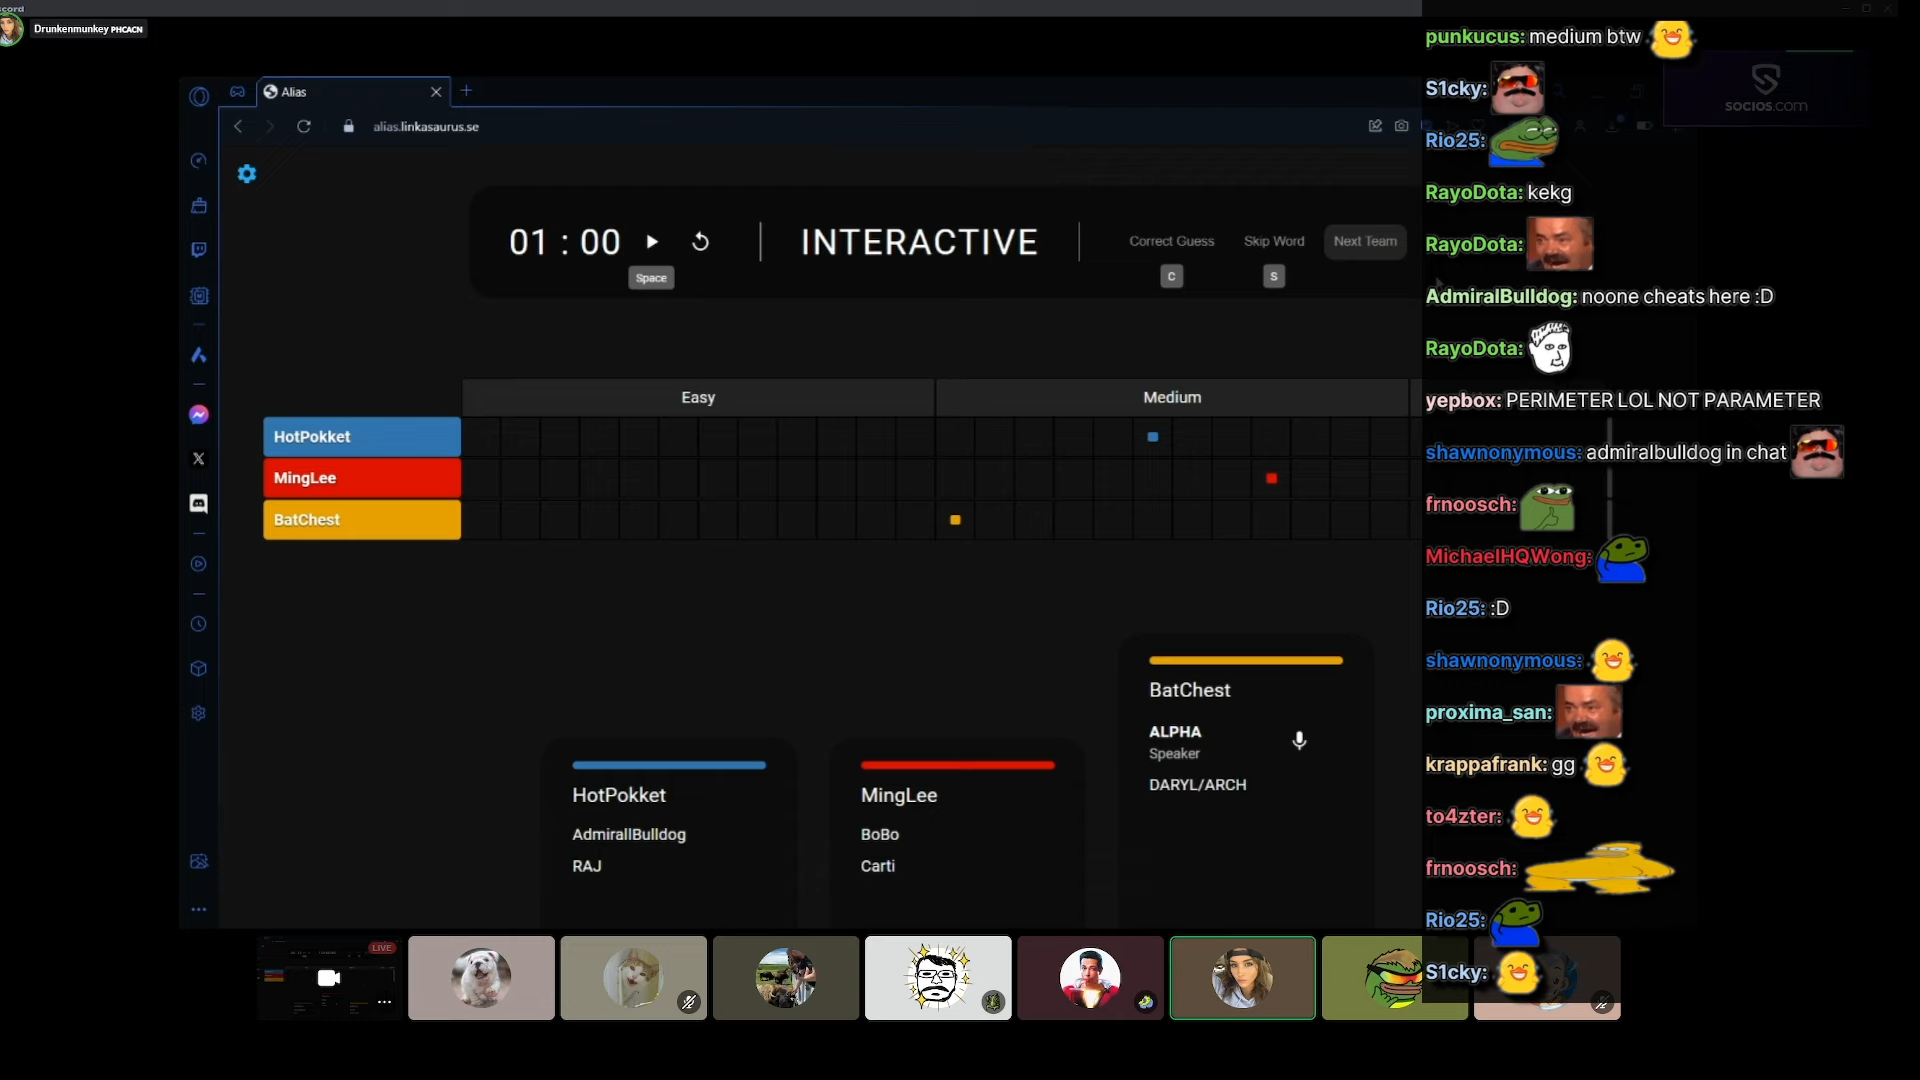 cord
Drunkenmunkey PHCACN
Alias
alias.linkasaurus.se
01 : 00
Space
INTERACTIVE
Correct Guess
C
Skip Word
S
Next Team
Easy
Medium
HotPokket
MingLee
BatChest
HotPokket
AdmirallBulldog
RAJ
MingLee
BoBo
Carti
BatChest
ALPHA
Speaker
DARYL/ARCH
LIVE
socios.com
punkucus: medium btw
S1cky:
Rio25:
RayoDota: kekg
RayoDota:
AdmiralBulldog: noone cheats here :D
RayoDota:
yepbox: PERIMETER LOL NOT PARAMETER
shawnonymous: admiralbulldog in chat
frnoosch:
MichaelHQWong:
Rio25: :D
shawnonymous:
proxima_san:
krappafrank: gg
to4zter:
frnoosch:
Rio25:
S1cky: